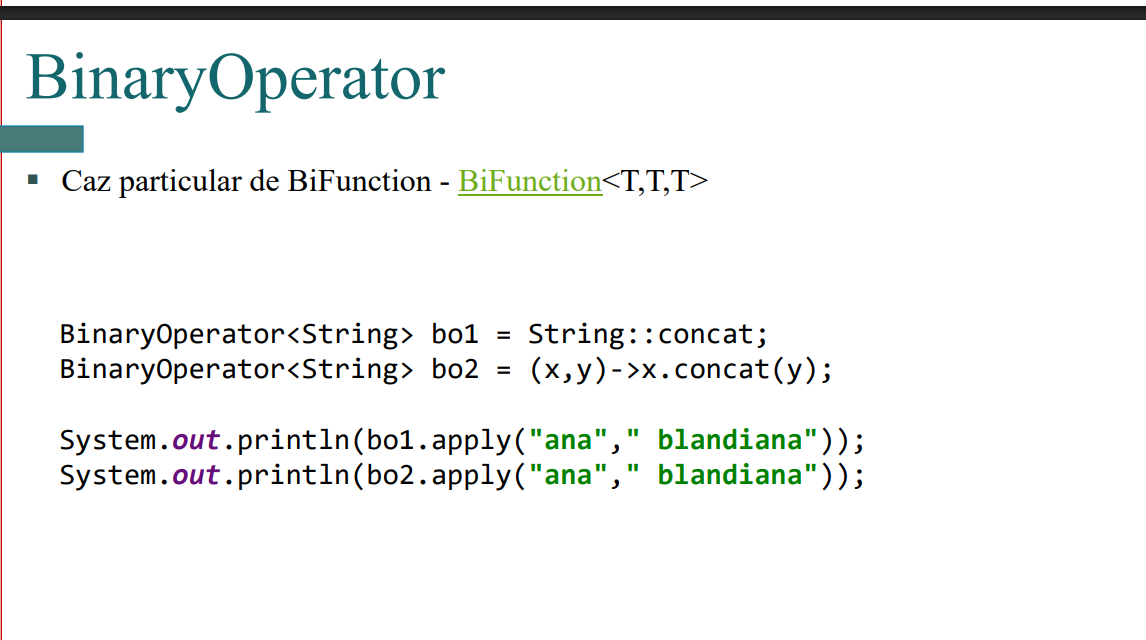 BinaryOperator
▪ Caz particular de BiFunction - BiFunction<T,T,T>
BinaryOperator<String> bo1 = String::concat;
BinaryOperator<String> bo2 = (x,y)->x.concat(y);
System.out.println(bo1.apply("ana"," blandiana"));
System.out.println(bo2.apply("ana"," blandiana"));